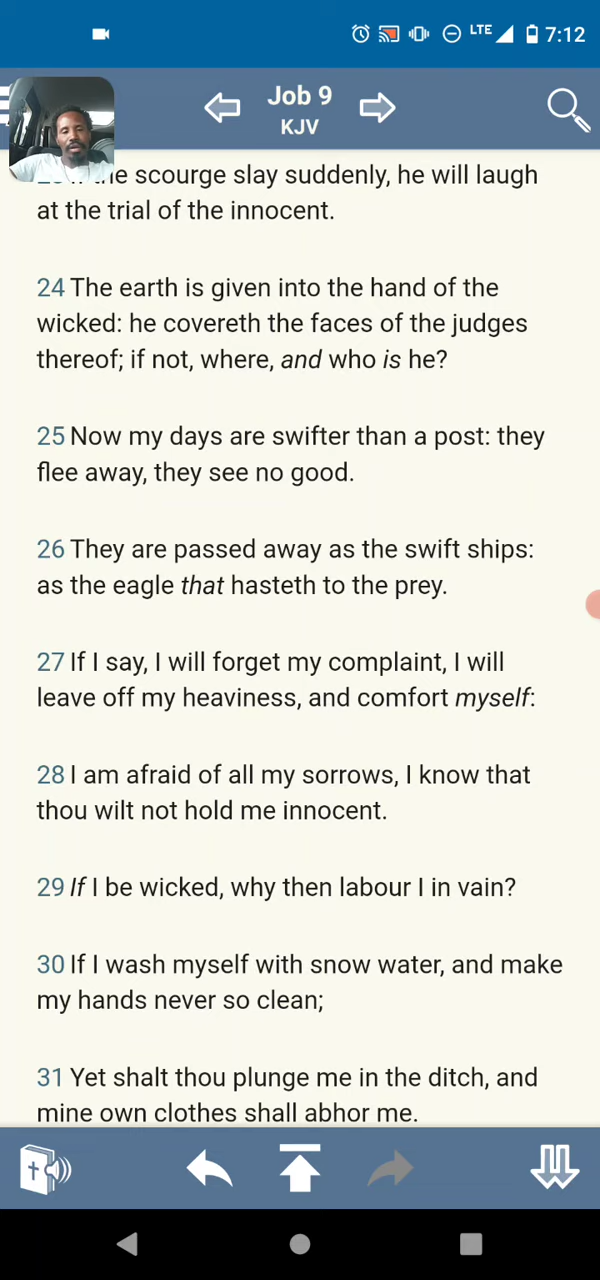 LTE 7:12
Job 9
KJV
the scourge slay suddenly, he will laugh
at the trial of the innocent.
24 The earth is given into the hand of the
wicked: he covereth the faces of the judges
thereof; if not, where, and who is he?
25 Now my days are swifter than a post: they
flee away, they see no good.
26 They are passed away as the swift ships:
as the eagle that hasteth to the prey.
27 If I say, I will forget my complaint, I will
leave off my heaviness, and comfort myself:
28 I am afraid of all my sorrows, I know that
thou wilt not hold me innocent.
29 If I be wicked, why then labour I in vain?
30 If I wash myself with snow water, and make
my hands never so clean;
31 Yet shalt thou plunge me in the ditch, and
mine own clothes shall abhor me.